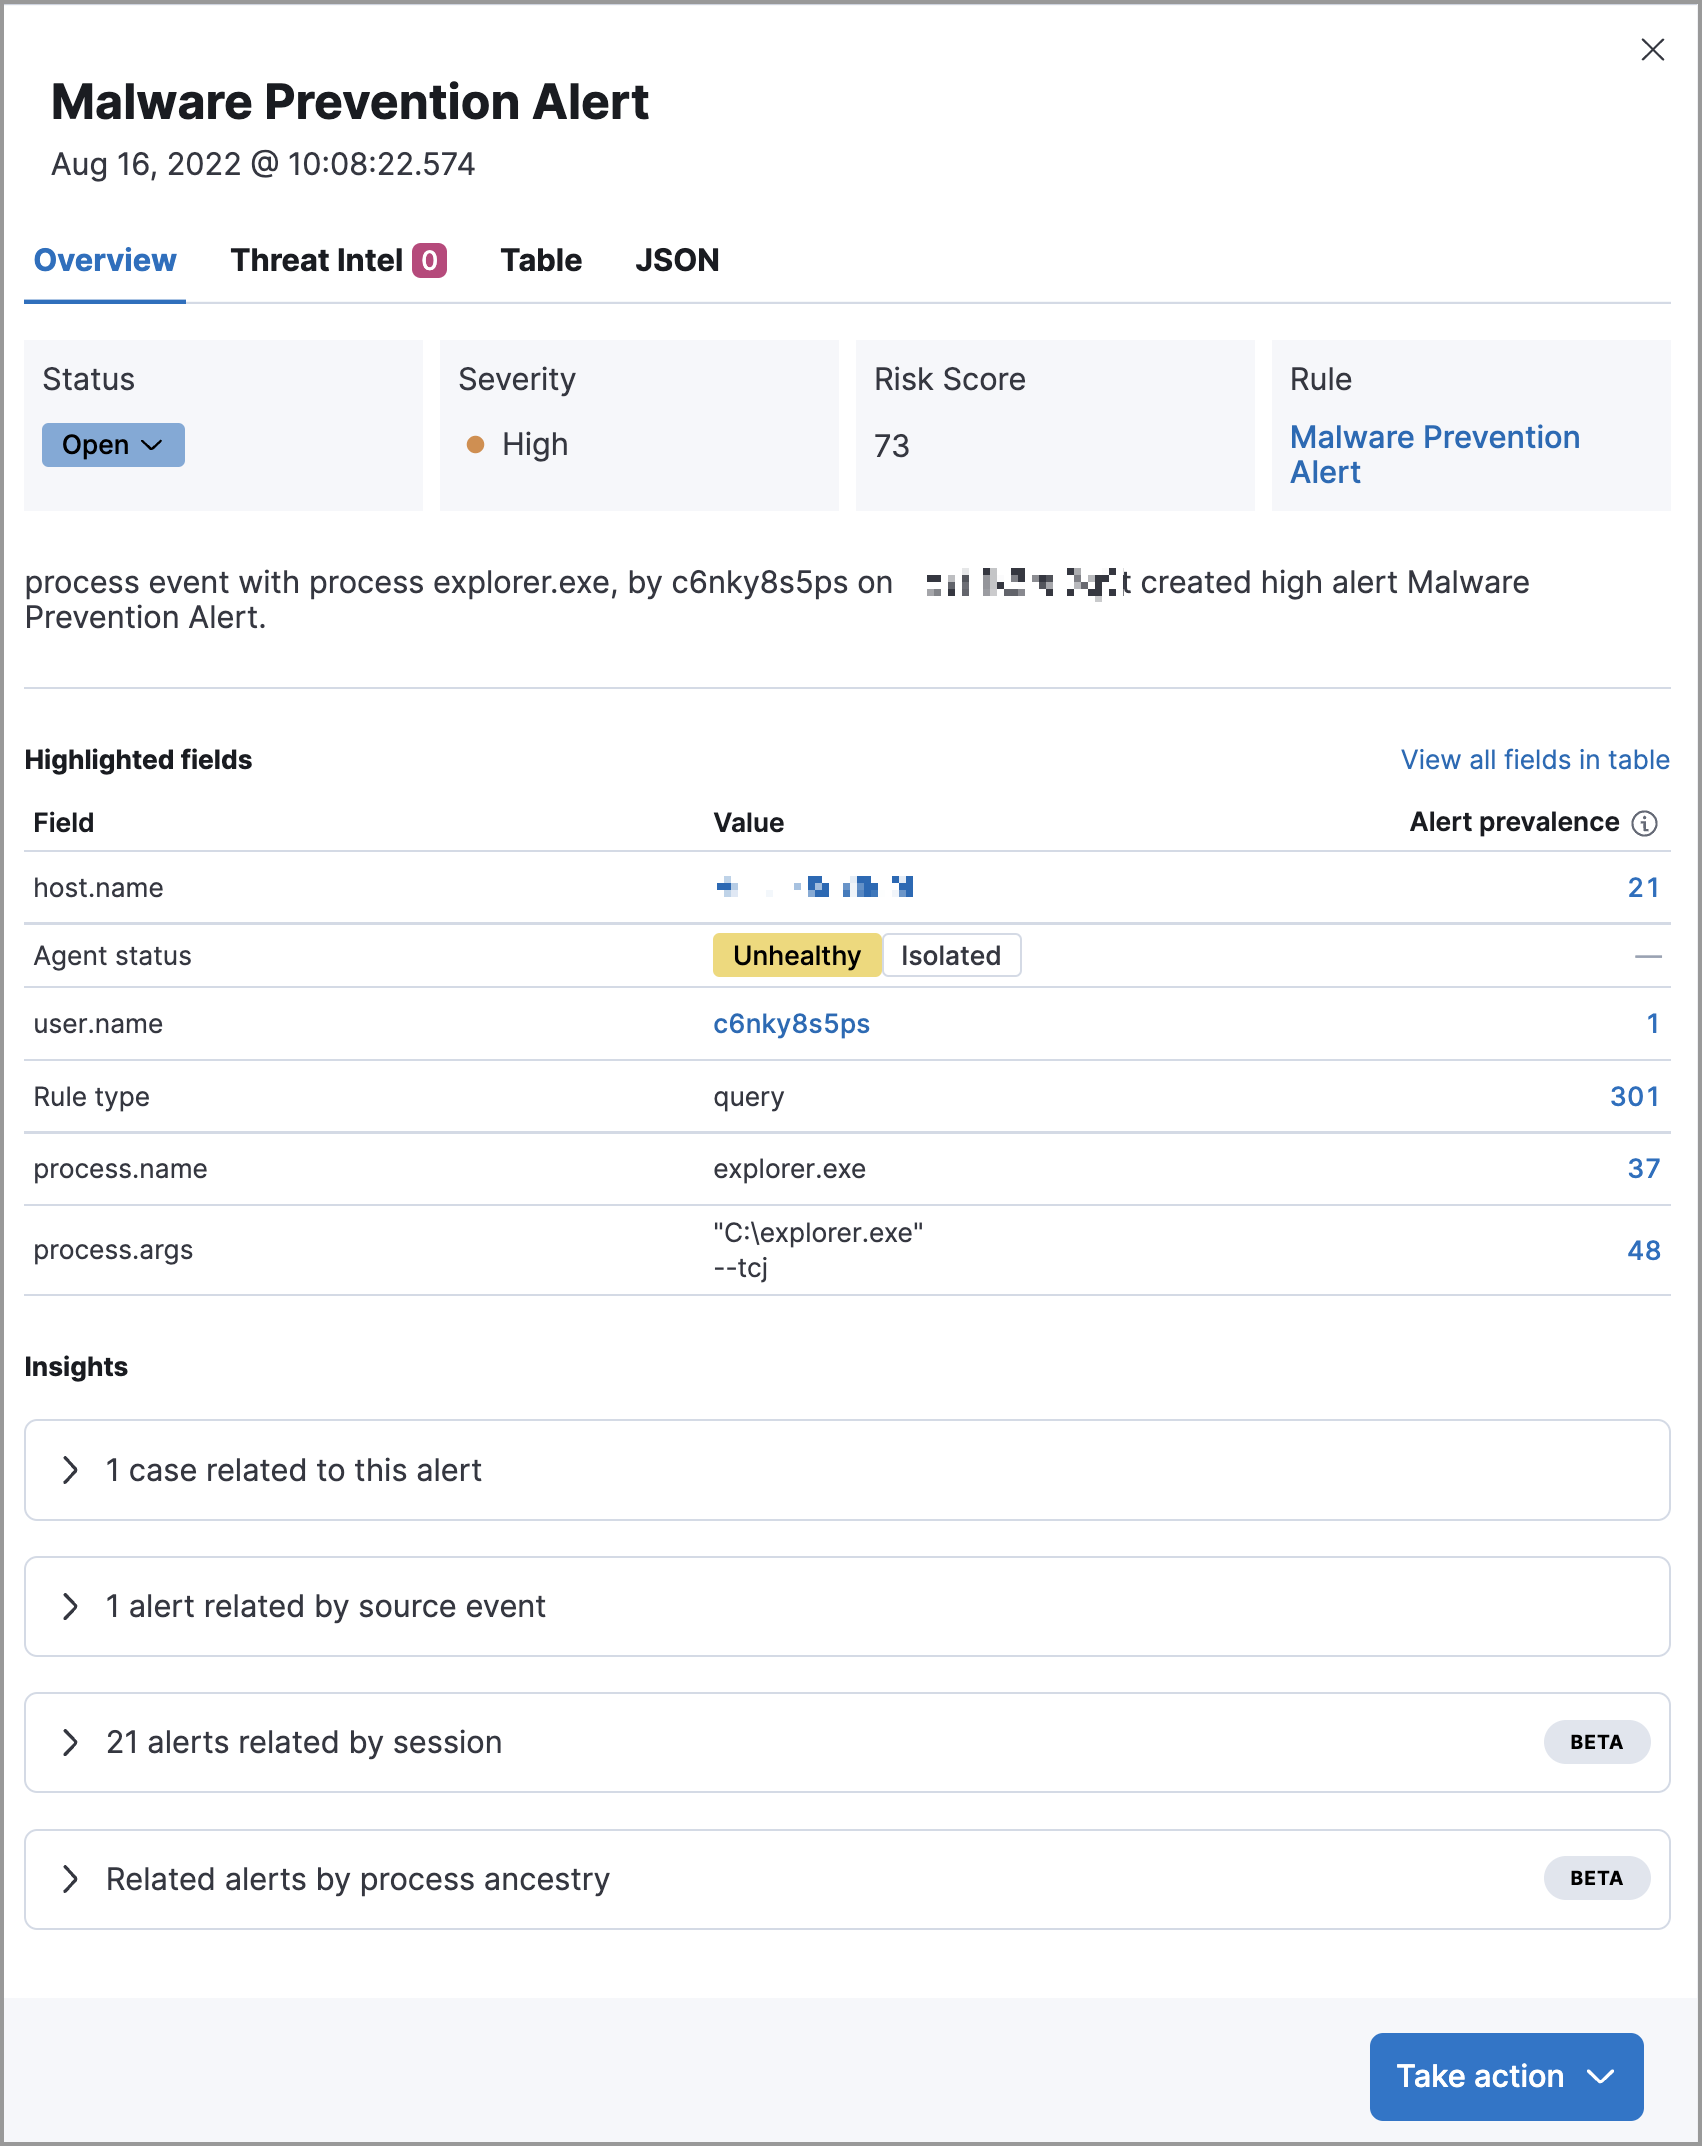 Malware Prevention Alert
Aug 16, 2022 @ 10:08:22.574
Overview Threat Intel 0 Table JSON
Status Severity Risk Score Rule
Open High 73 Malware Prevention
Alert
process event with process explorer.exe, by c6nky8s5ps on created high alert Malware
Prevention Alert.
Highlighted fields View all fields in table
Field Value Alert prevalence
host.name 21
Agent status Unhealthy Isolated —
user.name c6nky8s5ps 1
Rule type query 301
process.name explorer.exe 37
process.args "C:\explorer.exe" 48
--tcj
Insights
1 case related to this alert
1 alert related by source event
21 alerts related by session BETA
Related alerts by process ancestry BETA
Take action